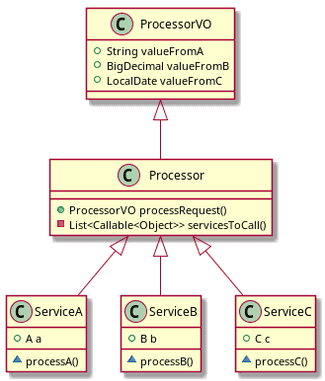 C ProcessorVO
String valueFromA
BigDecimal valueFromB
LocalDate valueFromC
C Processor
ProcessorVO processRequest()
List<Callable<Object>> servicesToCall()
C ServiceA
A a
processA()
C ServiceB
B b
processB()
C ServiceC
C c
processC()